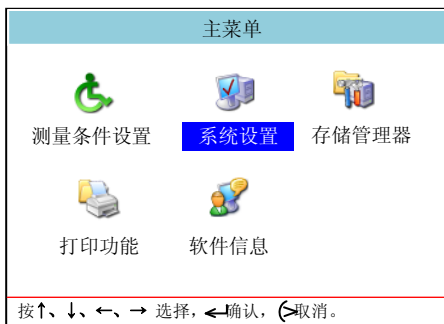 主菜单
测量条件设置 系统设置 存储管理器
打印功能 软件信息
按↑、↓、←、→ 选择，确认，取消。